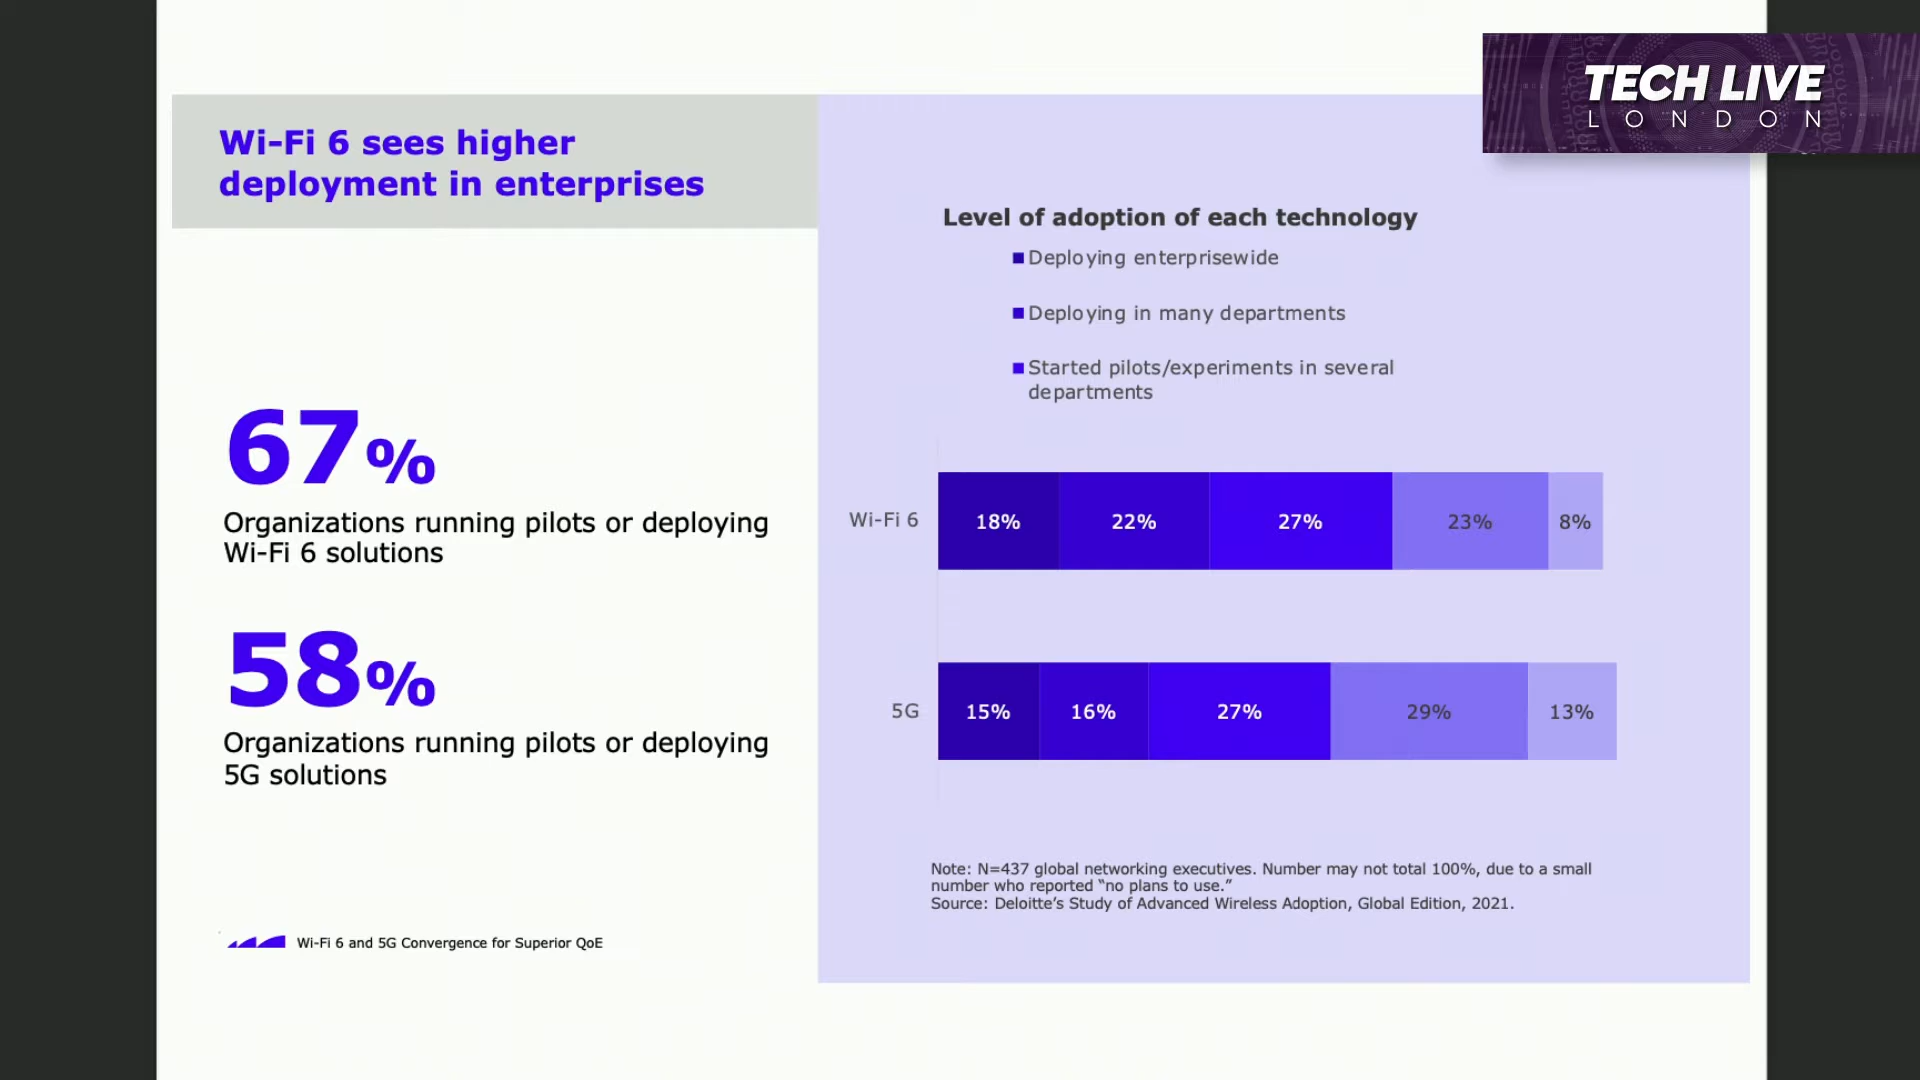 TECH LIVE
LONDON
Wi-Fi 6 sees higher
deployment in enterprises
67%
Organizations running pilots or deploying
Wi-Fi 6 solutions
58%
Organizations running pilots or deploying
5G solutions
Wi-Fi 6 and 5G Convergence for Superior QoE
Level of adoption of each technology
Deploying enterprisewide
Deploying in many departments
Started pilots/experiments in several
departments
Wi-Fi 6 18% 22% 27% 23% 8%
5G 15% 16% 27% 29% 13%
Note: N=437 global networking executives. Number may not total 100%, due to a small
number who reported “no plans to use.”
Source: Deloitte’s Study of Advanced Wireless Adoption, Global Edition, 2021.